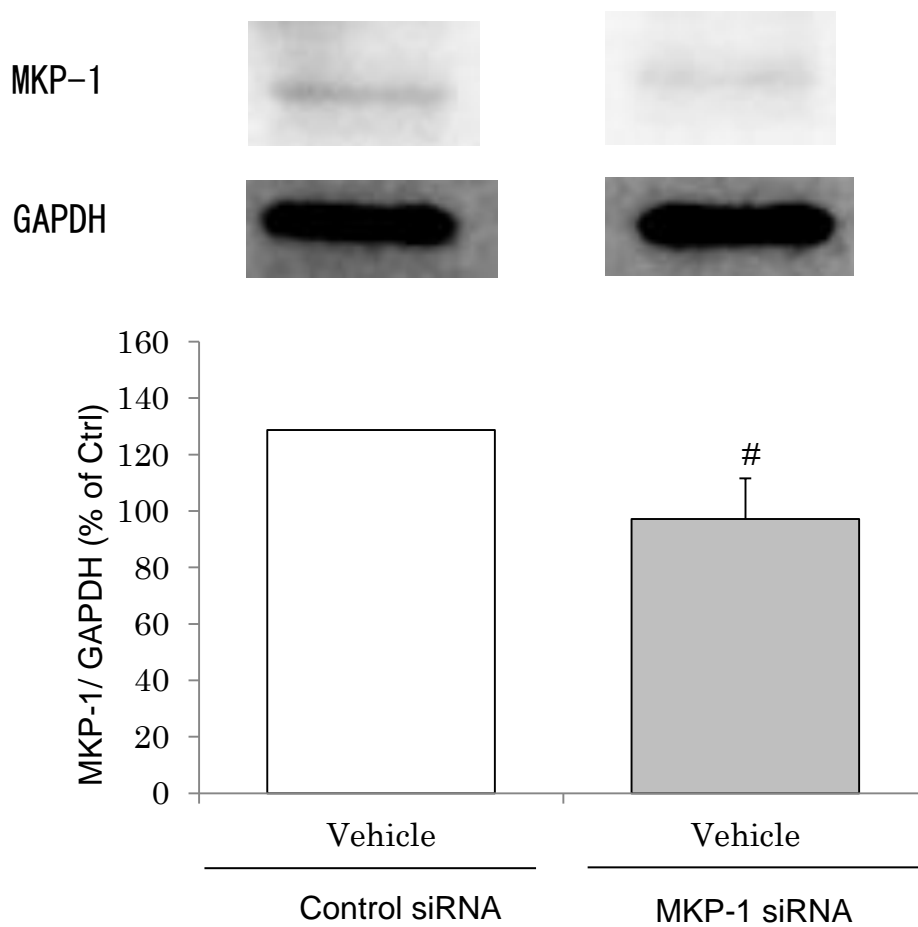 MKP-1
GAPDH
MKP-1/ GAPDH (% of Ctrl)
160
140
120
100
80
60
40
20
0
#
Vehicle
Vehicle
Control siRNA
MKP-1 siRNA